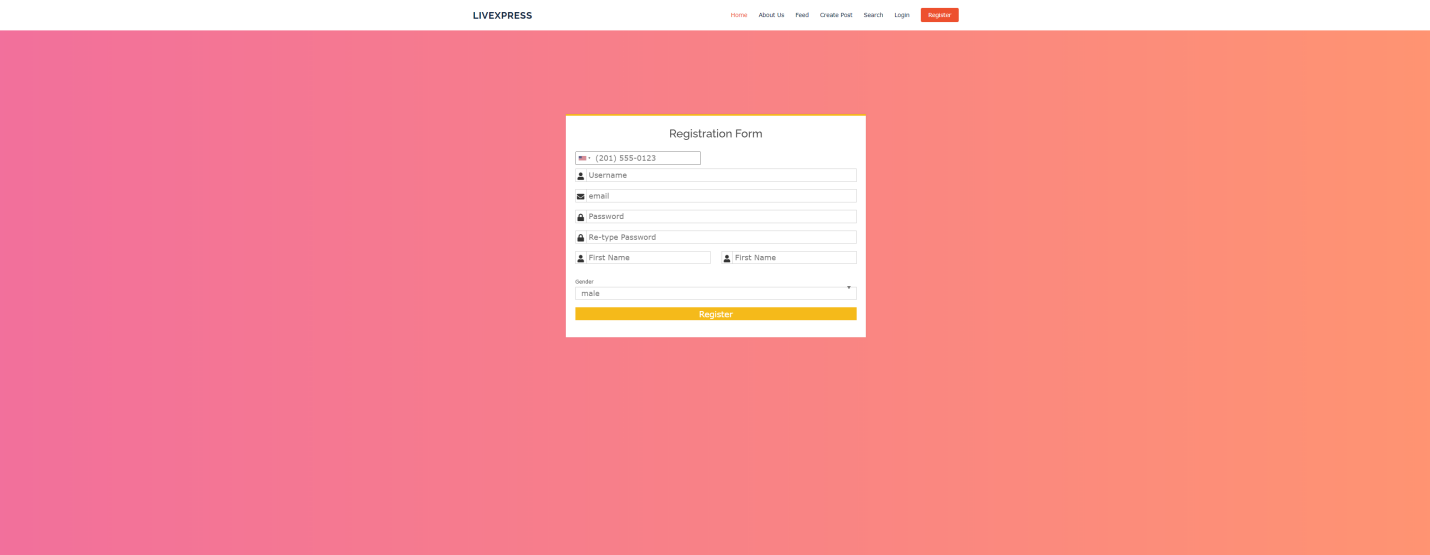 LIVEXPRESS Home About Us Feed Create Post Search Login Register
Registration Form
(201) 555-0123
Username
email
Password
Re-type Password
First Name First Name
Gender
male
Register